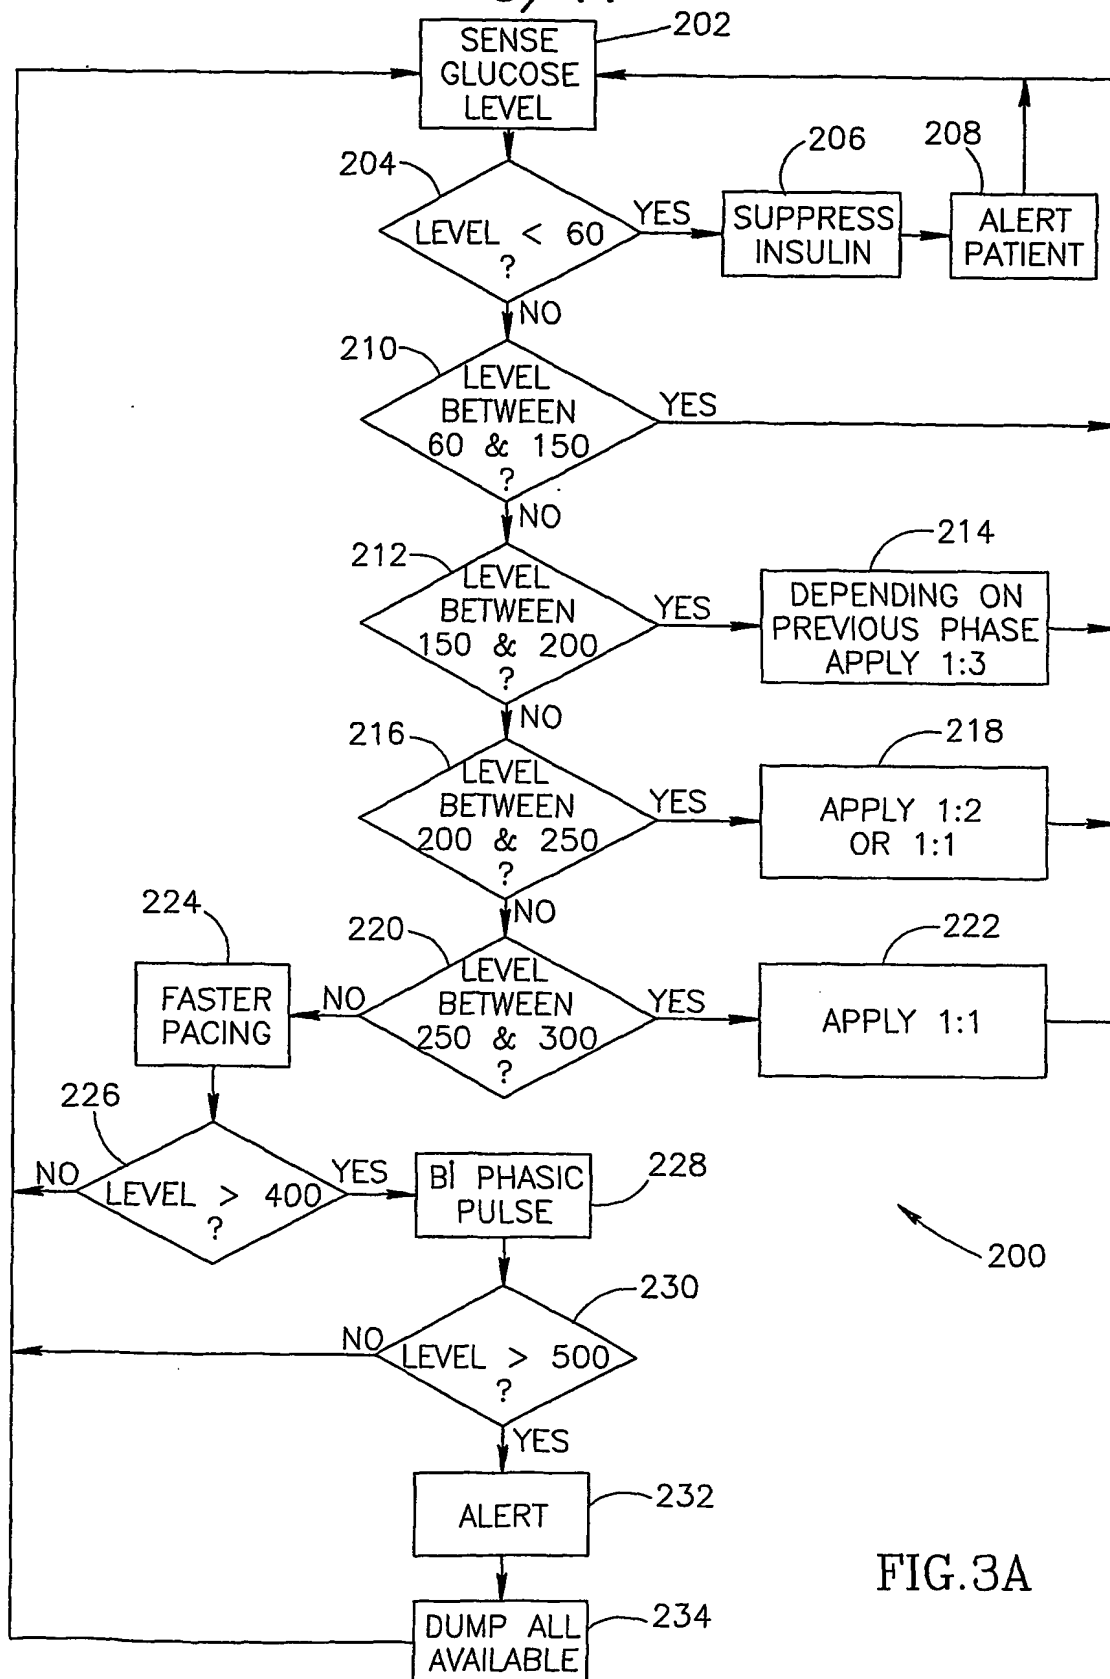 202
SENSE
GLUCOSE
LEVEL
204
LEVEL < 60
?
YES
206
SUPPRESS
INSULIN
208
ALERT
PATIENT
NO
210
LEVEL
BETWEEN
60 & 150
?
YES
NO
212
LEVEL
BETWEEN
150 & 200
?
YES
214
DEPENDING ON
PREVIOUS PHASE
APPLY 1:3
NO
216
LEVEL
BETWEEN
200 & 250
?
YES
218
APPLY 1:2
OR 1:1
NO
220
LEVEL
BETWEEN
250 & 300
?
YES
222
APPLY 1:1
NO
224
FASTER
PACING
226
LEVEL > 400
?
NO
YES
228
BI PHASIC
PULSE
200
230
LEVEL > 500
?
NO
YES
232
ALERT
234
DUMP ALL
AVAILABLE
FIG.3A